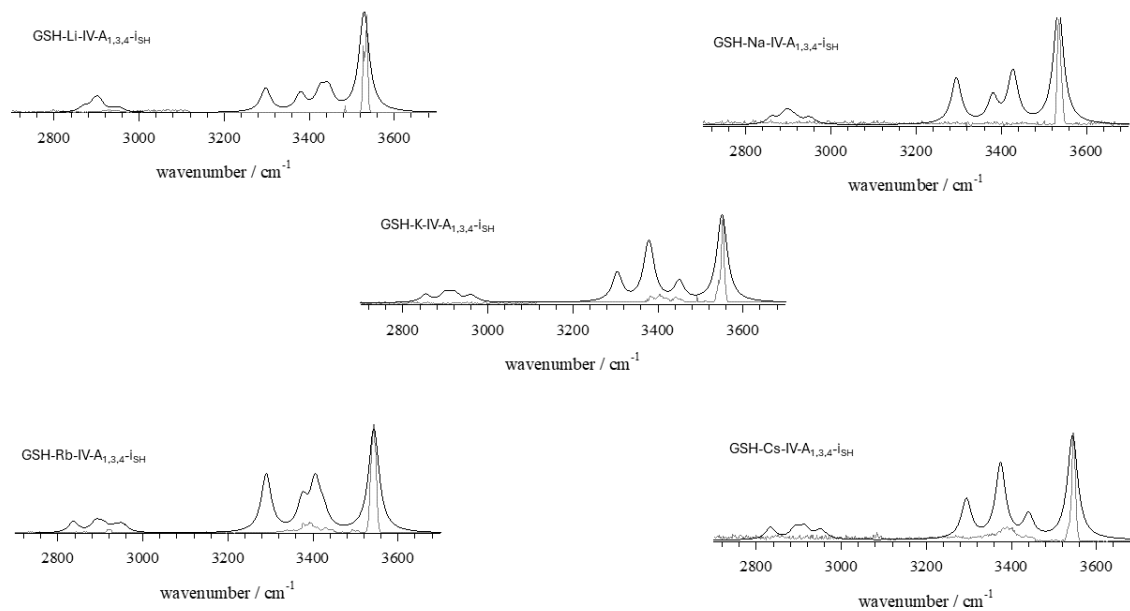 GSH-Li-IV-A1,3,4-iSH
2800 3000 3200 3400 3600
wavenumber / cm-1
GSH-Na-IV-A1,3,4-iSH
2800 3000 3200 3400 3600
wavenumber / cm-1
GSH-K-IV-A1,3,4-iSH
2800 3000 3200 3400 3600
wavenumber / cm-1
GSH-Rb-IV-A1,3,4-iSH
2800 3000 3200 3400 3600
wavenumber / cm-1
GSH-Cs-IV-A1,3,4-iSH
2800 3000 3200 3400 3600
wavenumber / cm-1